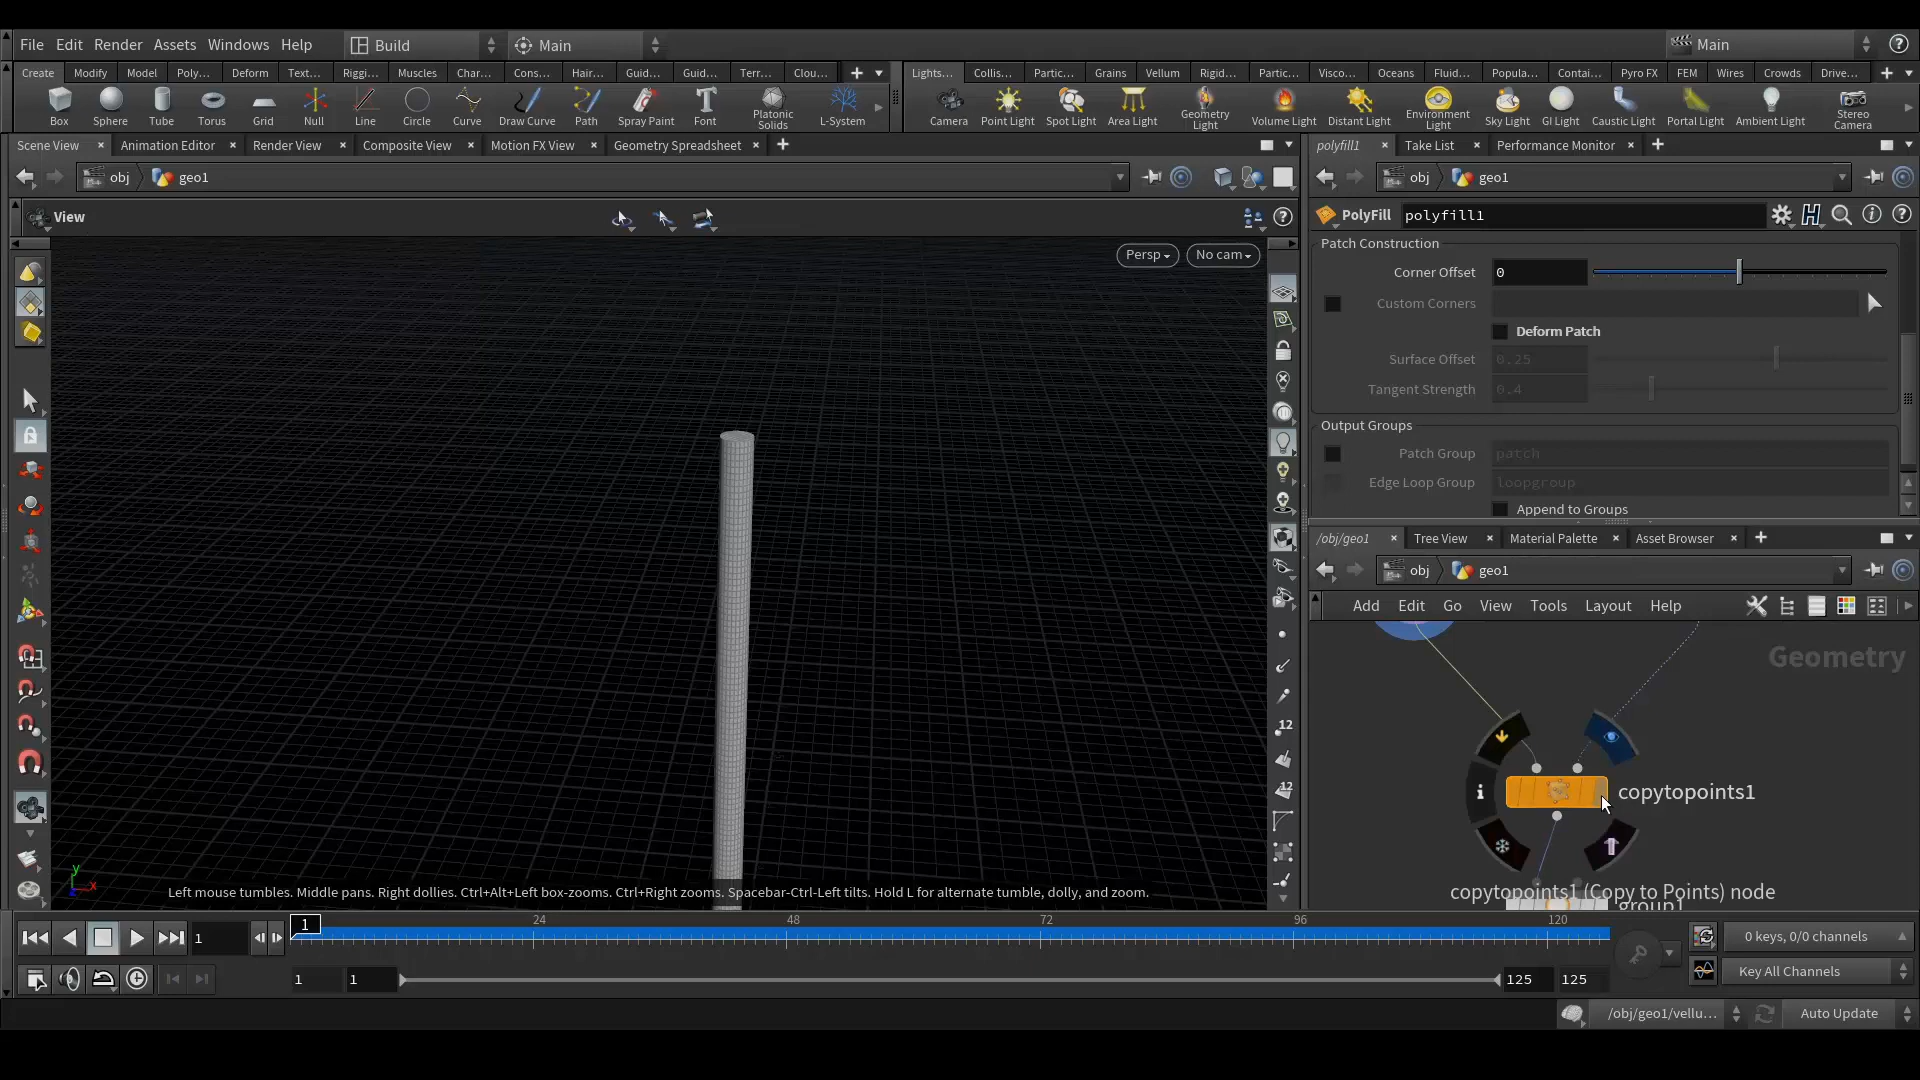 File Edit Render Assets Windows Help Build Main Main
Create Modify Model Poly... Deform Text... Riggi... Muscles Char... Cons... Hair... Guid... Guid... Terr... Clou...
Lights... Collis... Partic... Grains Vellum Rigid... Partic... Visco... Oceans Fluid... Popula... Contai... Pyro FX FEM Wires Crowds Drive...
Box Sphere Tube Torus Grid Null Line Circle Curve Draw Curve Path Spray Paint Font Platonic Solids L-System
Camera Point Light Spot Light Area Light Geometry Light Volume Light Distant Light Environment Light Sky Light GI Light Caustic Light Portal Light Ambient Light Stereo Camera
Scene View Animation Editor Render View Composite View Motion FX View Geometry Spreadsheet
obj geo1
View
Persp No cam
12
12
y
x
Left mouse tumbles. Middle pans. Right dollies. Ctrl+Alt+Left box-zooms. Ctrl+Right zooms. Spacebar-Ctrl-Left tilts. Hold L for alternate tumble, dolly, and zoom.
polyfill1 Take List Performance Monitor
obj geo1
PolyFill polyfill1
Patch Construction
Corner Offset 0
Custom Corners
Deform Patch
Surface Offset 0.25
Tangent Strength 0.4
Output Groups
Patch Group patch
Edge Loop Group loopgroup
Append to Groups
/obj/geo1 Tree View Material Palette Asset Browser
obj geo1
Add Edit Go View Tools Layout Help
Geometry
copytopoints1
copytopoints1 (Copy to Points) node
group1
1 1 24 48 72 96 120
1 1 125 125
0 keys, 0/0 channels
Key All Channels
/obj/geo1/vellu... Auto Update